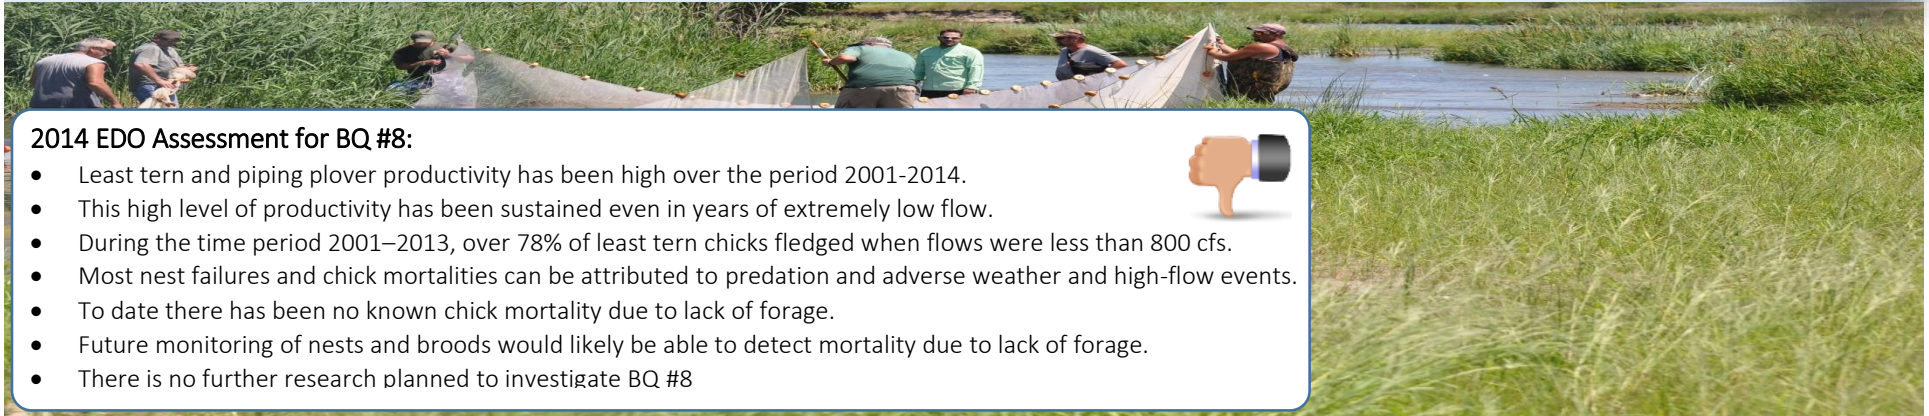 2014 EDO Assessment for BQ #8:
• Least tern and piping plover productivity has been high over the period 2001-2014.
• This high level of productivity has been sustained even in years of extremely low flow.
• During the time period 2001–2013, over 78% of least tern chicks fledged when flows were less than 800 cfs.
• Most nest failures and chick mortalities can be attributed to predation and adverse weather and high-flow events.
• To date there has been no known chick mortality due to lack of forage.
• Future monitoring of nests and broods would likely be able to detect mortality due to lack of forage.
• There is no further research planned to investigate BQ #8